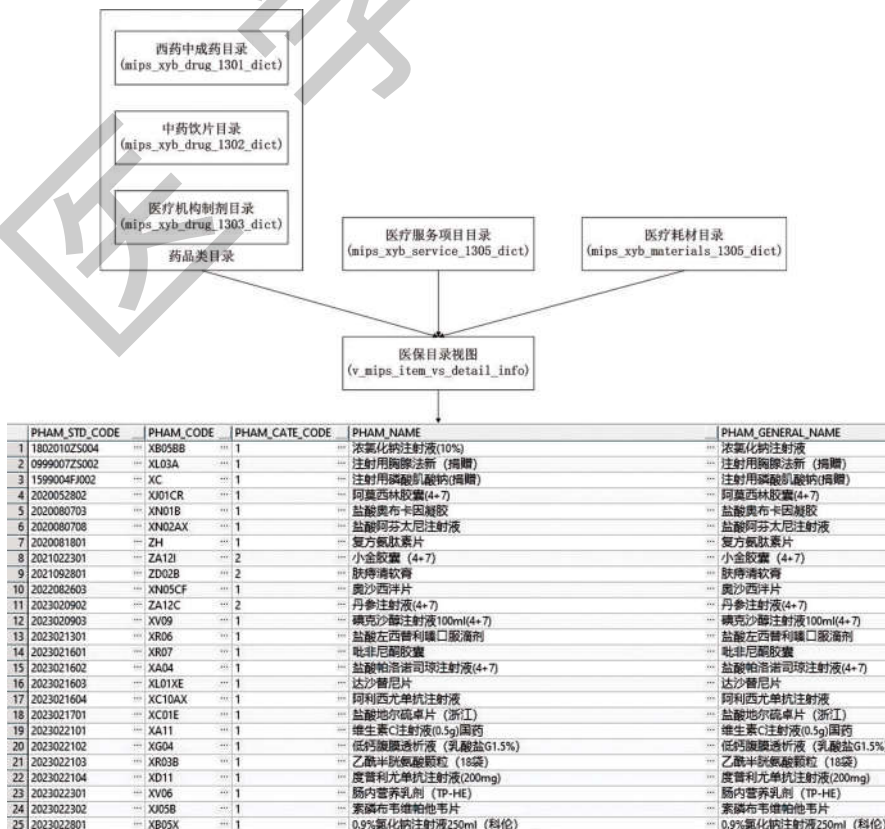 西药中成药目录
(mips_xyb_drug_1301_dict)
中药饮片目录
(mips_xyb_drug_1302_dict)
医疗机构制剂目录
(mips_xyb_drug_1303_dict)
药品类目录
医疗服务项目目录
(mips_xyb_service_1305_dict)
医疗耗材目录
(mips_xyb_materials_1305_dict)
医保目录视图
(v_mips_item_vs_detail_info)
PHAM_STD_CODE PHAM_CODE PHAM_CATE_CODE PHAM_NAME PHAM_GENERAL_NAME
1 1802010ZS004 ··· XB05BB ··· 1 ··· 浓氯化钠注射液(10%) ··· 浓氯化钠注射液
2 0999007ZS002 ··· XL03A ··· 1 ··· 注射用胸腺法新（捐赠） ··· 注射用胸腺法新（捐赠）
3 1599004FJ002 ··· XC ··· 1 ··· 注射用磷酸肌酸钠(捐赠) ··· 注射用磷酸肌酸钠(捐赠)
4 2020052802 ··· XJ01CR ··· 1 ··· 阿莫西林胶囊(4+7) ··· 阿莫西林胶囊(4+7)
5 2020080703 ··· XN01B ··· 1 ··· 盐酸奥布卡因凝胶 ··· 盐酸奥布卡因凝胶
6 2020080708 ··· XN02AX ··· 1 ··· 盐酸阿芬太尼注射液 ··· 盐酸阿芬太尼注射液
7 2020081801 ··· ZH ··· 1 ··· 复方氨肽素片 ··· 复方氨肽素片
8 2021022301 ··· ZA12I ··· 2 ··· 小金胶囊（4+7） ··· 小金胶囊（4+7）
9 2021092801 ··· ZD02B ··· 2 ··· 肤痔清软膏 ··· 肤痔清软膏
10 2022082603 ··· XN05CF ··· 1 ··· 奥沙西泮片 ··· 奥沙西泮片
11 2023020902 ··· ZA12C ··· 2 ··· 丹参注射液(4+7) ··· 丹参注射液(4+7)
12 2023020903 ··· XV09 ··· 1 ··· 碘克沙醇注射液100ml(4+7) ··· 碘克沙醇注射液100ml(4+7)
13 2023021301 ··· XR06 ··· 1 ··· 盐酸左西替利嗪口服滴剂 ··· 盐酸左西替利嗪口服滴剂
14 2023021601 ··· XR07 ··· 1 ··· 吡非尼酮胶囊 ··· 吡非尼酮胶囊
15 2023021602 ··· XA04 ··· 1 ··· 盐酸帕洛诺司琼注射液(4+7) ··· 盐酸帕洛诺司琼注射液(4+7)
16 2023021603 ··· XL01XE ··· 1 ··· 达沙替尼片 ··· 达沙替尼片
17 2023021604 ··· XC10AX ··· 1 ··· 阿利西尤单抗注射液 ··· 阿利西尤单抗注射液
18 2023021701 ··· XC01E ··· 1 ··· 盐酸地尔硫卓片（浙江） ··· 盐酸地尔硫卓片（浙江）
19 2023022101 ··· XA11 ··· 1 ··· 维生素C注射液(0.5g)国药 ··· 维生素C注射液(0.5g)国药
20 2023022102 ··· XG04 ··· 1 ··· 低钙腹膜透析液（乳酸盐G1.5%） ··· 低钙腹膜透析液（乳酸盐G1.5%
21 2023022103 ··· XR03B ··· 1 ··· 乙酰半胱氨酸颗粒（18袋） ··· 乙酰半胱氨酸颗粒（18袋）
22 2023022104 ··· XD11 ··· 1 ··· 度普利尤单抗注射液(200mg) ··· 度普利尤单抗注射液(200mg)
23 2023022301 ··· XV06 ··· 1 ··· 肠内营养乳剂（TP-HE） ··· 肠内营养乳剂（TP-HE）
24 2023022302 ··· XJ05B ··· 1 ··· 索磷布韦维帕他韦片 ··· 索磷布韦维帕他韦片
25 2023022801 ··· XB05X ··· 1 ··· 0.9%氯化钠注射液250ml（科伦） ··· 0.9%氯化钠注射液250ml（科伦）